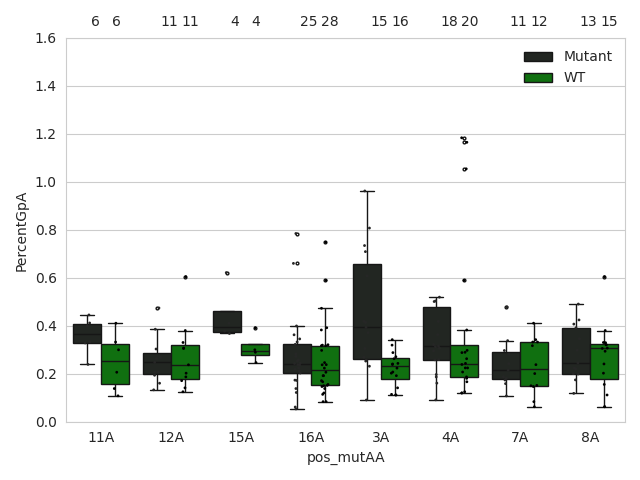 6 6 11 11 4 4 25 28 15 16 18 20 11 12 13 15
1.6
Mutant
WT
1.4
1.2
1.0
0.8
0.6
0.4
0.2
0.0
PercentGpA
11A 12A 15A 16A 3A 4A 7A 8A
pos_mutAA